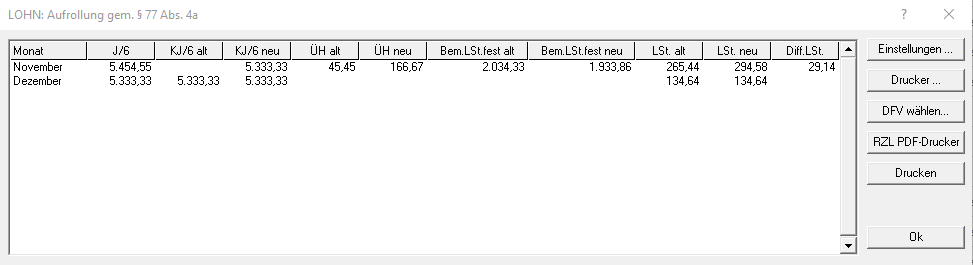 LOHN: Aufrollung gem. § 77 Abs. 4a ? ×
Monat J/6 KJ/6 alt KJ/6 neu ÜH alt ÜH neu Bem.LSt.fest alt Bem.LSt.fest neu LSt. alt LSt. neu Diff.LSt.
November 5.454,55 5.333,33 45,45 166,67 2.034,33 1.933,86 265,44 294,58 29,14
Dezember 5.333,33 5.333,33 5.333,33 134,64 134,64
Einstellungen ...
Drucker ...
DFV wählen...
RZL PDF-Drucker
Drucken
Ok